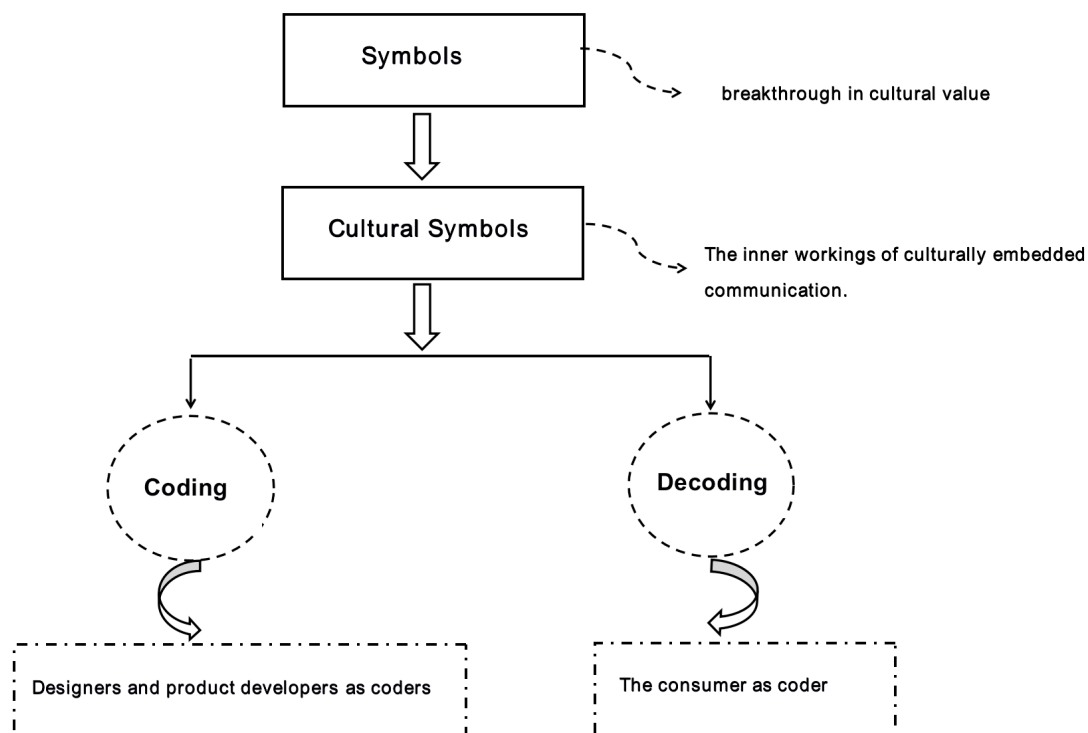 Symbols
breakthrough in cultural value
Cultural Symbols
The inner workings of culturally embedded
communication.
Coding
Decoding
Designers and product developers as coders
The consumer as coder